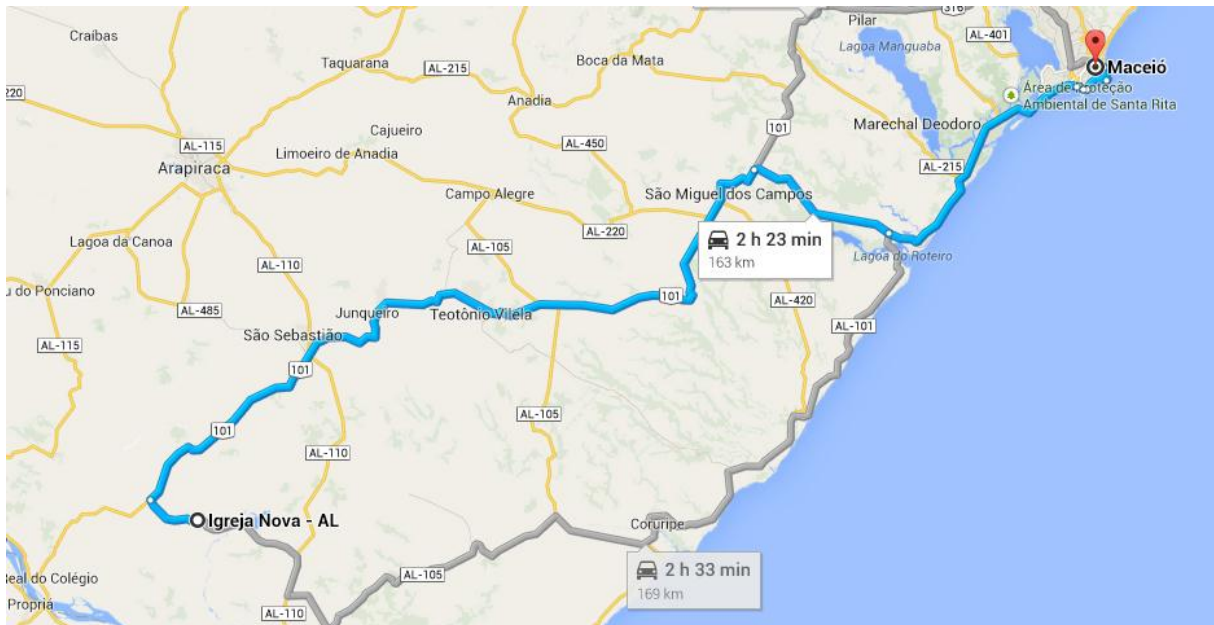 316
Pilar
Craíbas
AL-401
Lagoa Manguaba
Boca da Mata
Taquarana
AL-215
Maceió
220
Anadia
Área de Proteção
Ambiental de Santa Rita
Cajueiro
101
Marechal Deodoro
AL-115
AL-450
Limoeiro de Anadia
Arapiraca
AL-215
Campo Alegre
São Miguel dos Campos
AL-220
2 h 23 min
163 km
Lagoa da Canoa
AL-105
Lagoa do Roteiro
AL-110
u do Ponciano
101
AL-420
AL-485
Junqueiro
Teotônio Vilela
AL-101
São Sebastião
AL-115
101
AL-105
101
AL-110
Igreja Nova - AL
Coruripe
2 h 33 min
169 km
AL-105
Real do Colégio
Propriá
AL-110